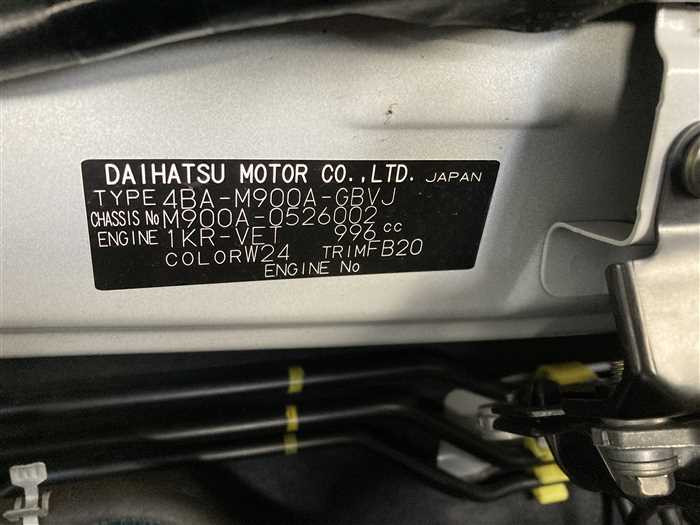 DAIHATSU MOTOR CO.,LTD. JAPAN
TYPE 4BA-M900A-GBVJ
CHASSIS No M900A-0526002
ENGINE 1KR-VET 996 cc
COLOR W24 TRIM FB20
ENGINE No